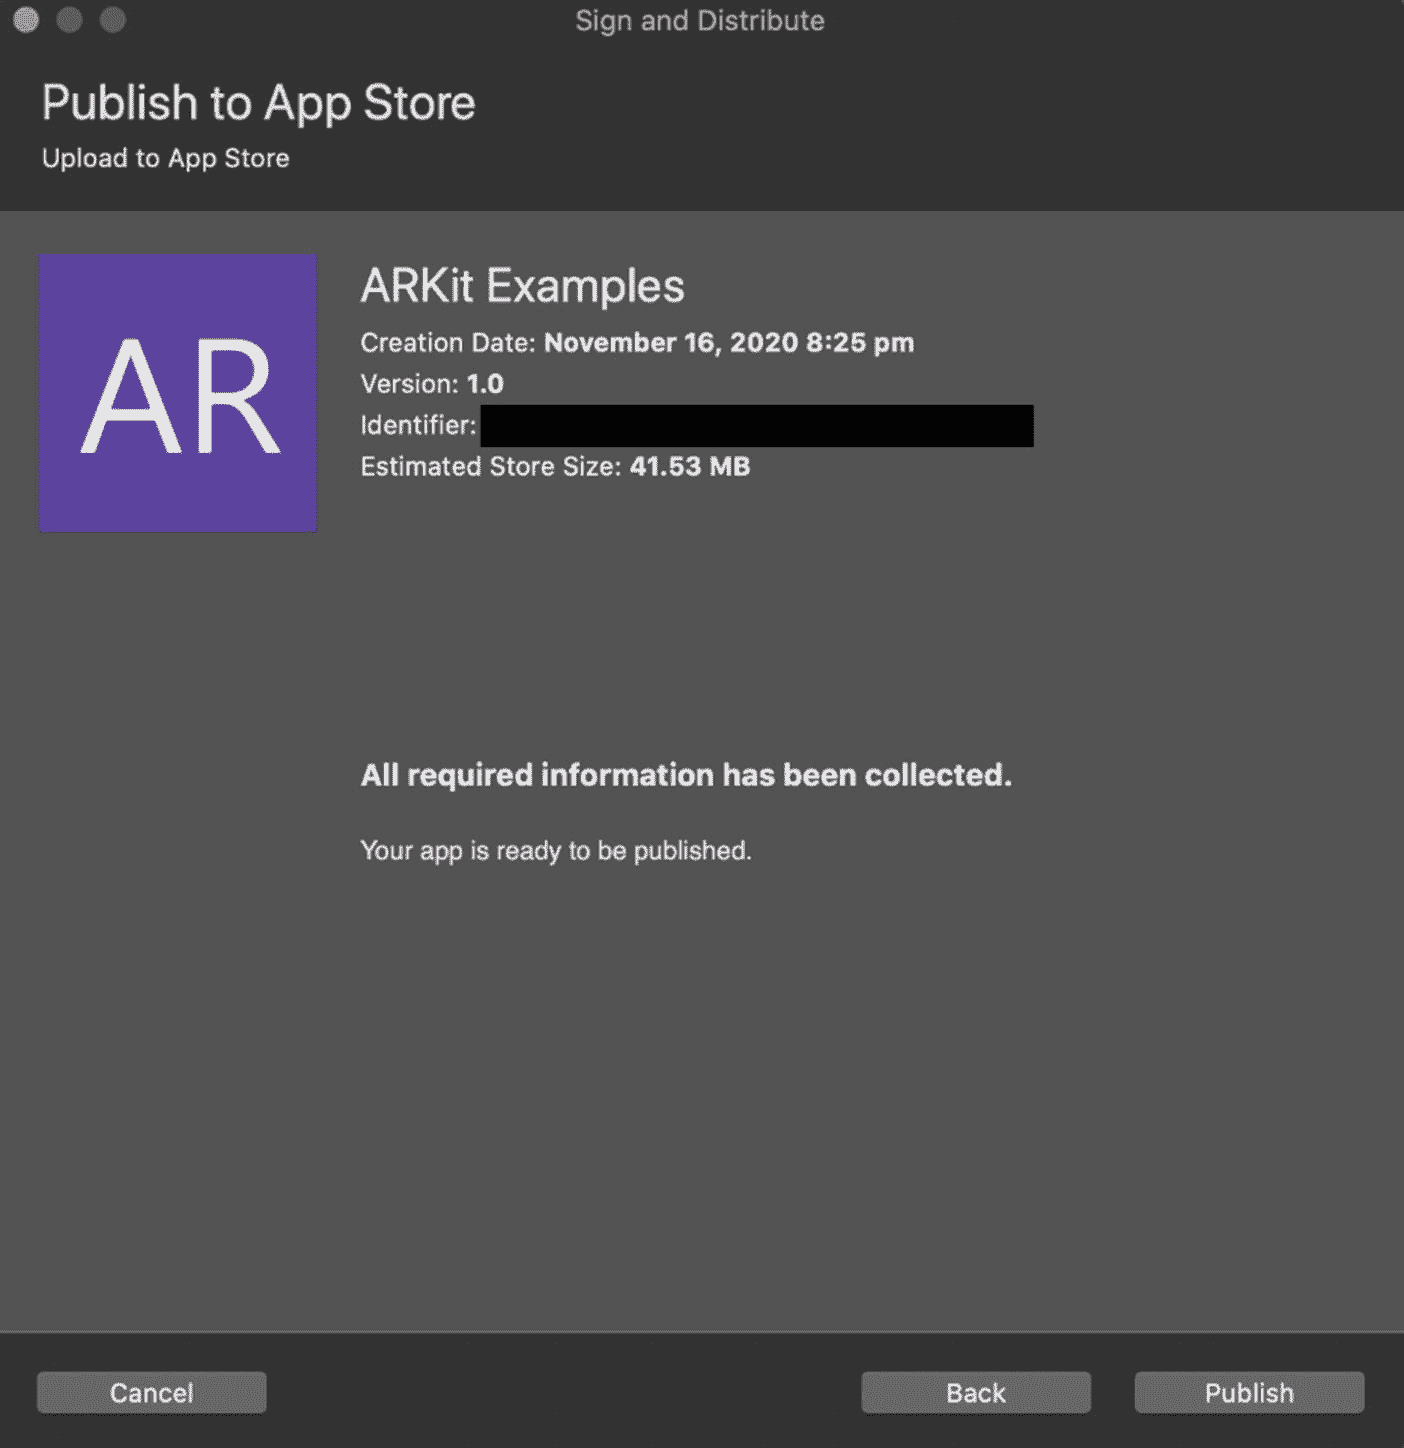 Sign and Distribute
Publish to App Store
Upload to App Store
AR
ARKit Examples
Creation Date: November 16, 2020 8:25 pm
Version: 1.0
Identifier:
Estimated Store Size: 41.53 MB
All required information has been collected.
Your app is ready to be published.
Cancel
Back
Publish